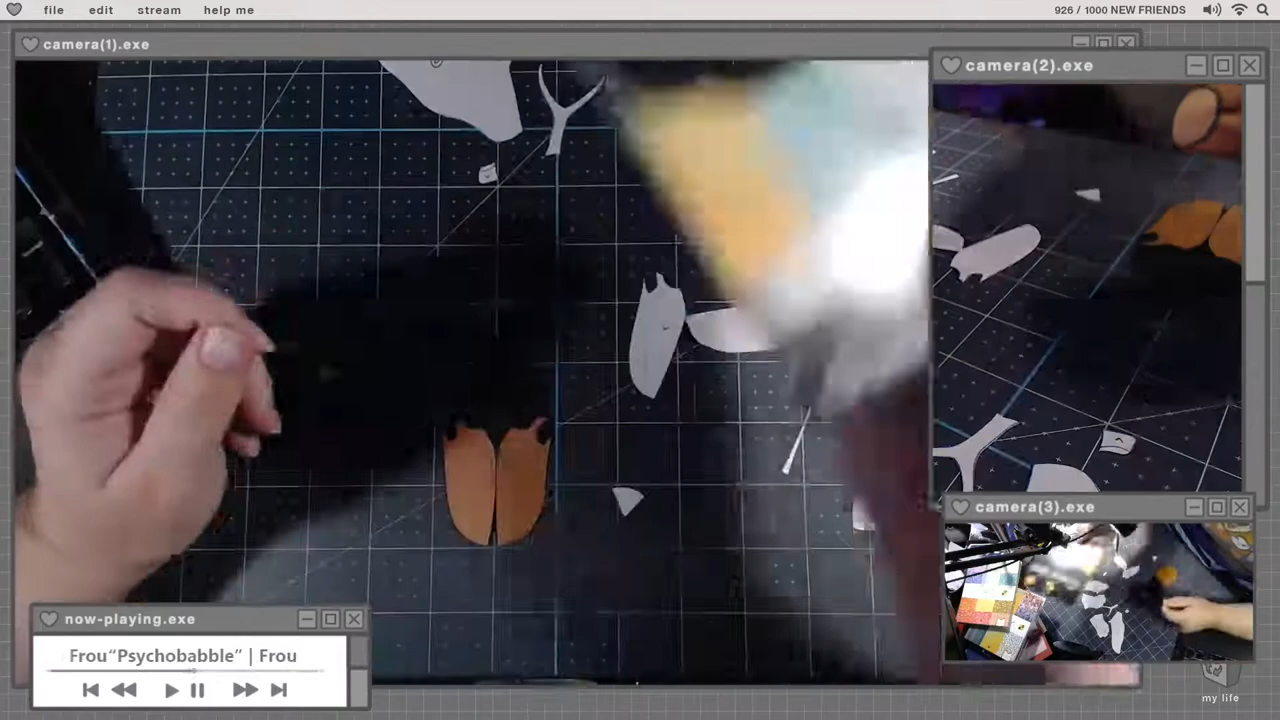 file edit stream help me 926 / 1000 NEW FRIENDS
camera(1).exe
camera(2).exe
camera(3).exe
now-playing.exe
Frou“Psychobabble” | Frou
my life